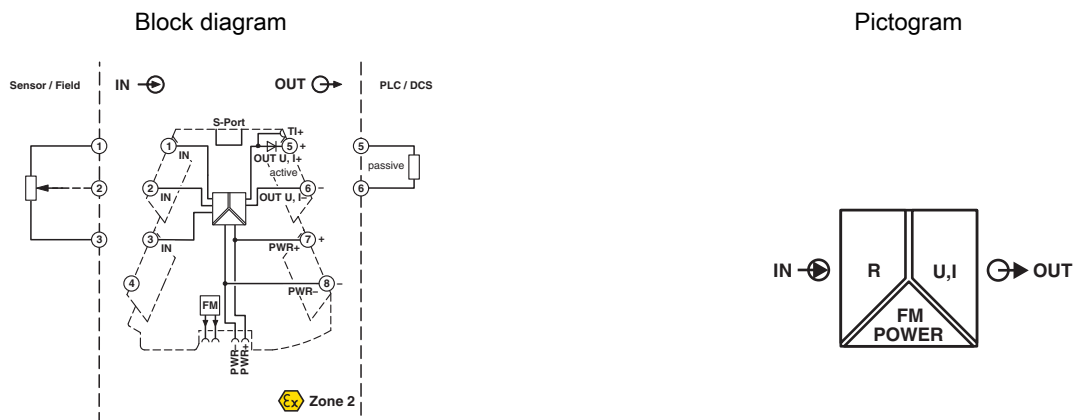 Block diagram
Pictogram
Sensor / Field
IN
OUT
PLC / DCS
S-Port
TI+
1
1
5
+
5
IN
OUT U, I+
active
passive
2
2
6
–
6
IN
OUT U, I–
3
3
7
+
IN
PWR+
4
8
–
PWR–
FM
PWR–
PWR+
Ex Zone 2
IN
R
U,I
OUT
FM
POWER